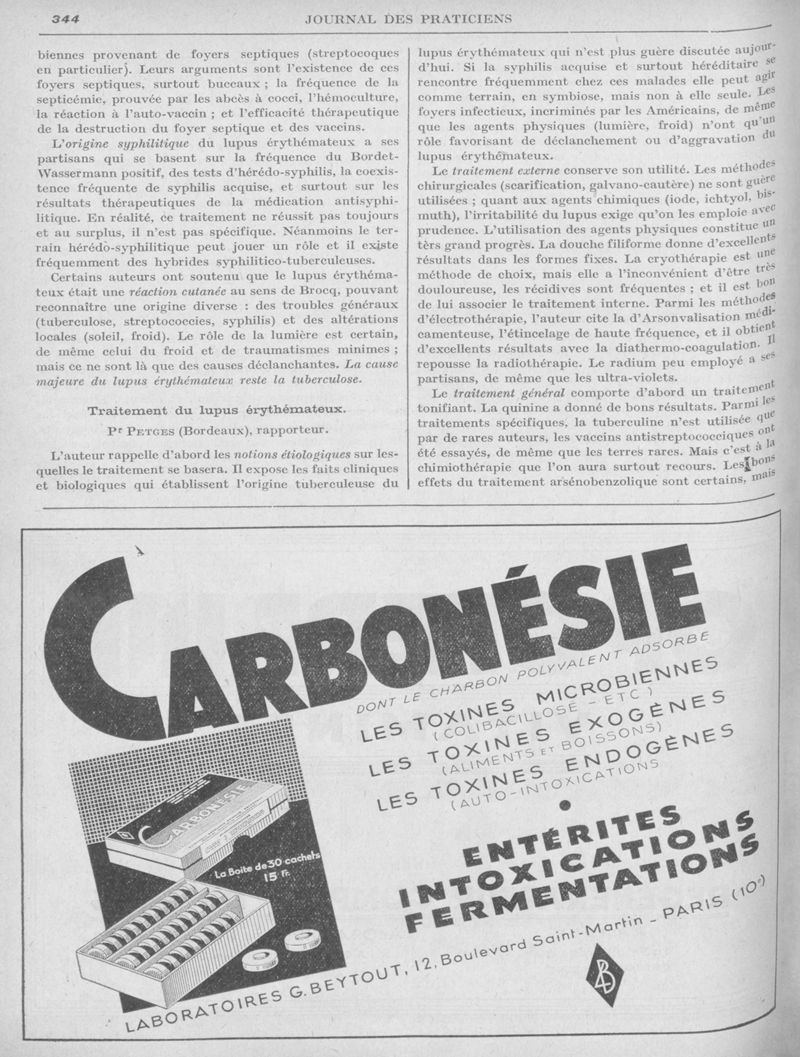 344
JOURNAL DES PRATICIENS
biennes provenant de foyers septiques (streptocoques
en particulier). Leurs arguments sont l'existence de ces
foyers septiques, surtout buccaux ; la fréquence de la
septicémie, prouvée par les abcès à cocci, l'hémoculture,
la réaction à l'auto-vaccin ; et l'efficacité thérapeutique
de la destruction du foyer septique et des vaccins.
L'origine syphilitique du lupus érythémateux a ses
partisans qui se basent sur la fréquence du Bordet-
Wassermann positif, des tests d'hérédo-syphilis, la coexis-
tence fréquente de syphilis acquise, et surtout sur les
résultats thérapeutiques de la médication antisyphi-
litique. En réalité, ce traitement ne réussit pas toujours
et au surplus, il n'est pas spécifique. Néanmoins le ter-
rain hérédo-syphilitique peut jouer un rôle et il existe
fréquemment des hybrides syphilitico-tuberculeuses.
Certains auteurs ont soutenu que le lupus érythéma-
teux était une réaction cutanée au sens de Brocq, pouvant
reconnaître une origine diverse : des troubles généraux
(tuberculose, streptococcies, syphilis) et des altérations
locales (soleil, froid). Le rôle de la lumière est certain,
de même celui du froid et de traumatismes minimes ;
mais ce ne sont là que des causes déclanchantes. La cause
majeure du lupus érythémateux reste la tuberculose.
Traitement du lupus érythémateux.
Pr PETGES (Bordeaux), rapporteur.
L'auteur rappelle d'abord les notions étiologiques sur les-
quelles le traitement se basera. Il expose les faits cliniques
et biologiques qui établissent l'origine tuberculeuse du
lupus érythémateux qui n'est plus guère discutée aujour-
d'hui. Si la syphilis acquise et surtout héréditaire se
rencontre fréquemment chez ces malades elle peut agir
comme terrain, en symbiose, mais non à elle seule. Les
foyers infectieux, incriminés par les Américains, de même
que les agents physiques (lumière, froid) n'ont qu'un
rôle favorisant de déclanchement ou d'aggravation du
lupus érythémateux.
Le traitement externe conserve son utilité. Les méthodes
chirurgicales (scarification, galvano-cautère) ne sont guère
utilisées ; quant aux agents chimiques (iode, ichtyol, bis-
muth), l'irritabilité du lupus exige qu'on les emploie avec
prudence. L'utilisation des agents physiques constitue un
tèrs grand progrès. La douche filiforme donne d'excellents
résultats dans les formes fixes. La cryothérapie est une
méthode de choix, mais elle a l'inconvénient d'être très
douloureuse, les récidives sont fréquentes ; et il est bon
de lui associer le traitement interne. Parmi les méthodes
d'électrothérapie, l'auteur cite la d'Arsonvalisation médi-
camenteuse, l'étincelage de haute fréquence, et il obtient
d'excellents résultats avec la diathermo-coagulation. Il
repousse la radiothérapie. Le radium peu employé a ses
partisans, de même que les ultra-violets.
Le traitement général comporte d'abord un traitement
tonifiant. La quinine a donné de bons résultats. Parmi les
traitements spécifiques, la tuberculine n'est utilisée que
par de rares auteurs, les vaccins antistreptococciques ont
été essayés, de même que les terres rares. Mais c'est à la
chimiothérapie que l'on aura surtout recours. Les bons
effets du traitement arsénobenzolique sont certains, mais
CARBONÉSIE
DONT LE CHARBON POLYVALENT ADSORBE
LES TOXINES MICROBIENNES
(COLIBACILLOSE - ETC)
LES TOXINES EXOGÈNES
(ALIMENTS ET BOISSONS)
LES TOXINES ENDOGÈNES
(AUTO-INTOXICATIONS
ENTÉRITES
INTOXICATIONS
FERMENTATIONS
CARBONÉSIE
La Boite de 30 cachets
15 Fr.
LABORATOIRES G. BEYTOUT, 12, Boulevard Saint-Martin _ PARIS (10e)